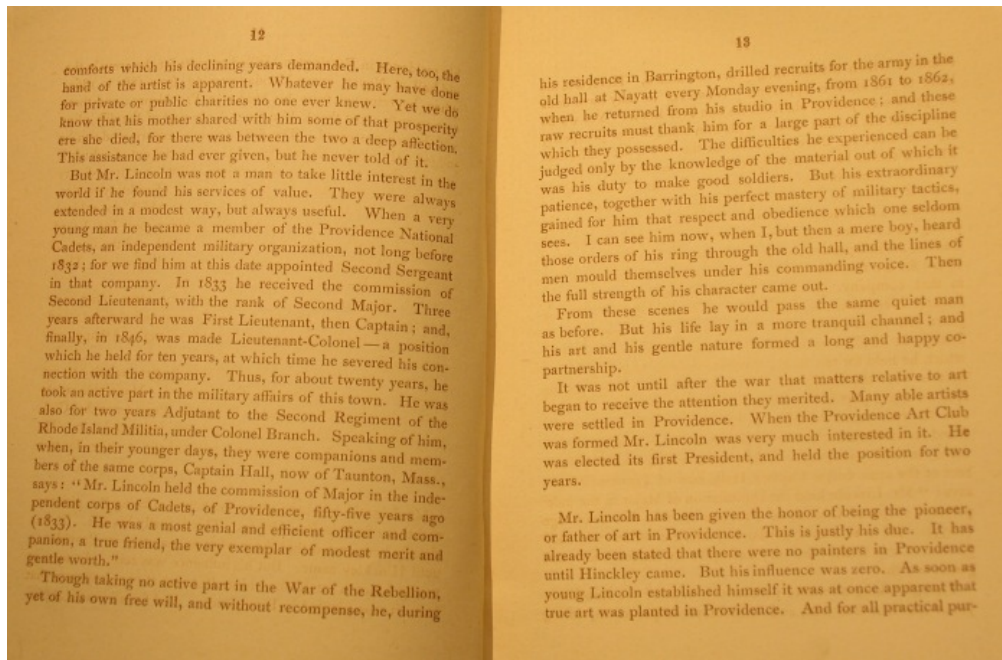 12
comforts which his declining years demanded. Here, too, the
hand of the artist is apparent. Whatever he may have done
for private or public charities no one ever knew. Yet we do
know that his mother shared with him some of that prosperity
ere she died, for there was between the two a deep affection.
This assistance he had ever given, but he never told of it.
But Mr. Lincoln was not a man to take little interest in the
world if he found his services of value. They were always
extended in a modest way, but always useful. When a very
young man he became a member of the Providence National
Cadets, an independent military organization, not long before
1832; for we find him at this date appointed Second Sergeant
in that company. In 1833 he received the commission of
Second Lieutenant, with the rank of Second Major. Three
years afterward he was First Lieutenant, then Captain; and,
finally, in 1846, was made Lieutenant-Colonel—a position
which he held for ten years, at which time he severed his con-
nection with the company. Thus, for about twenty years, he
took an active part in the military affairs of this town. He was
also for two years Adjutant to the Second Regiment of the
Rhode Island Militia, under Colonel Branch. Speaking of him,
when, in their younger days, they were companions and mem-
bers of the same corps, Captain Hall, now of Taunton, Mass.,
says: "Mr. Lincoln held the commission of Major in the inde-
pendent corps of Cadets, of Providence, fifty-five years ago
(1833). He was a most genial and efficient officer and com-
panion, a true friend, the very exemplar of modest merit and
gentle worth."
Though taking no active part in the War of the Rebellion,
yet of his own free will, and without recompense, he, during
13
his residence in Barrington, drilled recruits for the army in the
old hall at Nayatt every Monday evening, from 1861 to 1862,
when he returned from his studio in Providence; and these
raw recruits must thank him for a large part of the discipline
which they possessed. The difficulties he experienced can be
judged only by the knowledge of the material out of which it
was his duty to make good soldiers. But his extraordinary
patience, together with his perfect mastery of military tactics,
gained for him that respect and obedience which one seldom
sees. I can see him now, when I, but then a mere boy, heard
those orders of his ring through the old hall, and the lines of
men mould themselves under his commanding voice. Then
the full strength of his character came out.
From these scenes he would pass the same quiet man
as before. But his life lay in a more tranquil channel; and
his art and his gentle nature formed a long and happy co-
partnership.
It was not until after the war that matters relative to art
began to receive the attention they merited. Many able artists
were settled in Providence. When the Providence Art Club
was formed Mr. Lincoln was very much interested in it. He
was elected its first President, and held the position for two
years.
Mr. Lincoln has been given the honor of being the pioneer,
or father of art in Providence. This is justly his due. It has
already been stated that there were no painters in Providence
until Hinckley came. But his influence was zero. As soon as
young Lincoln established himself it was at once apparent that
true art was planted in Providence. And for all practical pur-